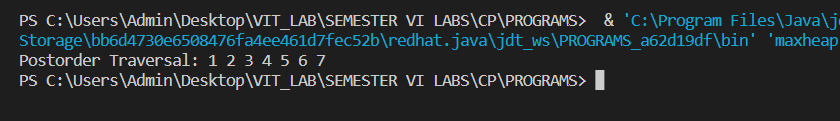 PS C:\Users\Admin\Desktop\VIT_LAB\SEMESTER VI LABS\CP\PROGRAMS>  & 'C:\Program Files\Java\jd
Storage\bb6d4730e6508476fa4ee461d7fec52b\redhat.java\jdt_ws\PROGRAMS_a62d19df\bin' 'maxheap
Postorder Traversal: 1 2 3 4 5 6 7
PS C:\Users\Admin\Desktop\VIT_LAB\SEMESTER VI LABS\CP\PROGRAMS>